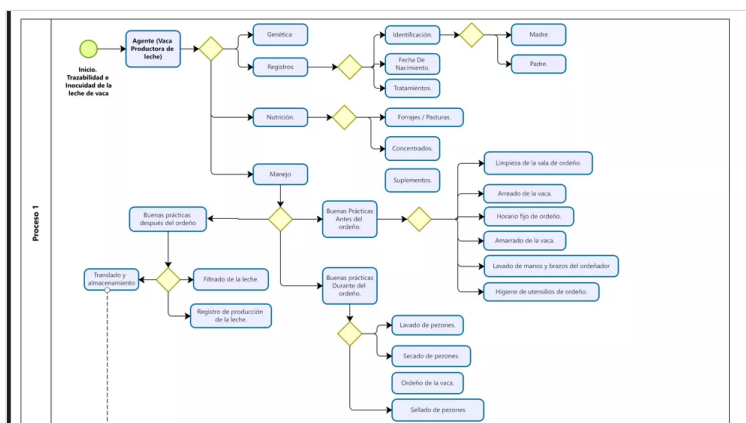 Proceso 1
Inicio.
Trazabilidad e
Inocuidad de la
leche de vaca
Agente (Vaca
Productora de
leche)
Genética
Registros
Identificación.
Madre
Padre.
Fecha De
Nacimiento.
Tratamientos.
Nutrición.
Forrajes / Pasturas.
Concentrados.
Suplementos.
Manejo
Buenas prácticas
después del ordeño
Buenas Prácticas
Antes del
ordeño.
Limpieza de la sala de ordeño.
Arreado de la vaca.
Horario fijo de ordeño.
Amarrado de la vaca.
Lavado de manos y brazos del ordeñador
Higiene de utensilios de ordeño.
Translado y
almacenamiento
Filtrado de la leche.
Registro de producción
de la leche.
Buenas prácticas
Durante del
ordeño.
Lavado de pezones.
Secado de pezones.
Ordeño de la vaca.
Sellado de pezones